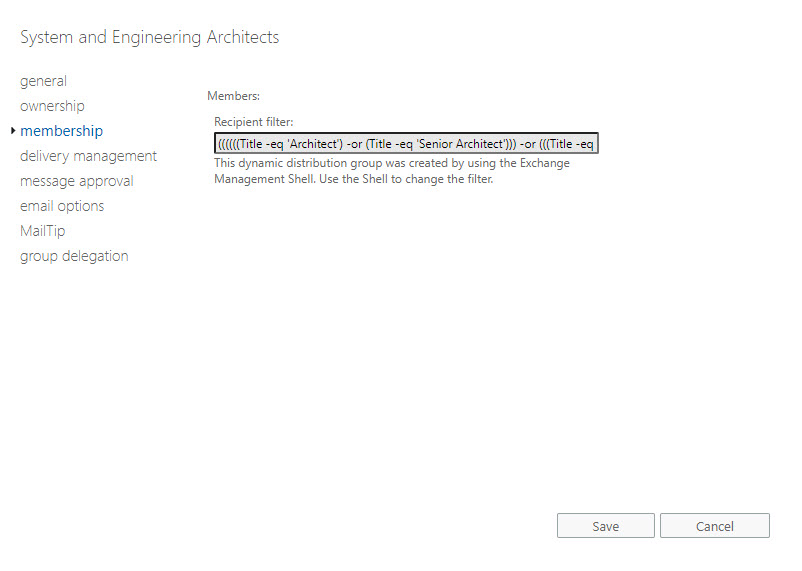 System and Engineering Architects
general
ownership
membership
delivery management
message approval
email options
MailTip
group delegation
Members:
Recipient filter:
((((((Title -eq 'Architect') -or (Title -eq 'Senior Architect'))) -or (((Title -eq
This dynamic distribution group was created by using the Exchange
Management Shell. Use the Shell to change the filter.
Save
Cancel